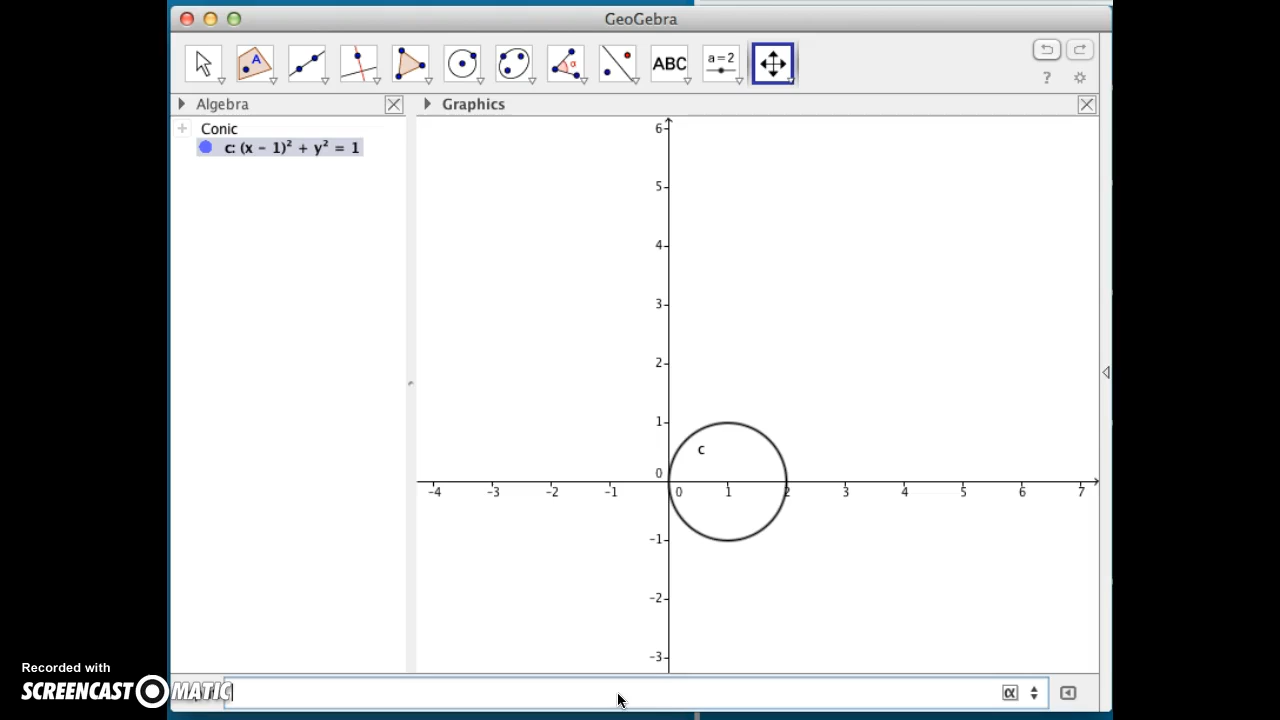 GeoGebra
A
α
ABC
a=2
?
Algebra
Graphics
Conic
c: (x – 1)² + y² = 1
6
5
4
3
2
1
0
c
-4 -3 -2 -1 0 1 2 3 4 5 6 7
-1
-2
-3
α
Recorded with
SCREENCAST MATIC